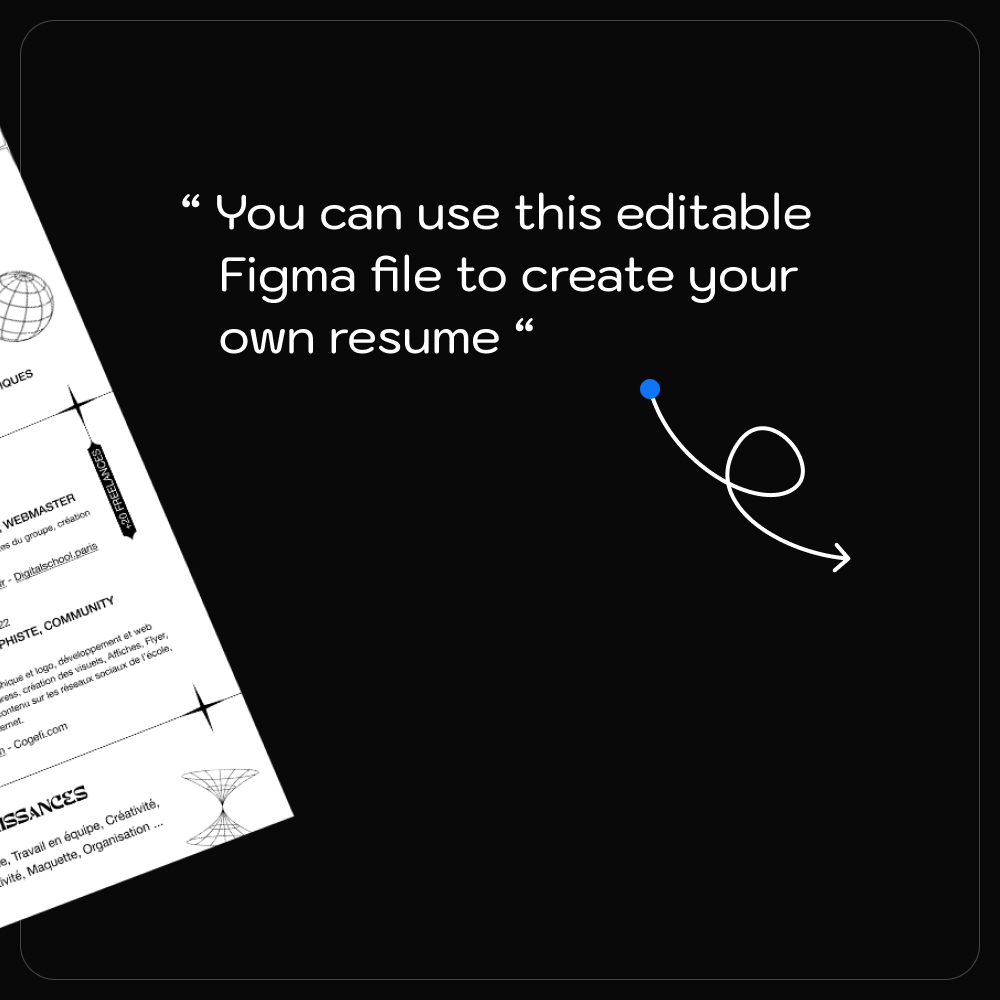 “ You can use this editable
Figma file to create your
own resume “
IQUES
+20 FREELANCES
, WEBMASTER
es du groupe, création
- Digitalschool.paris
22
PHISTE, COMMUNITY
hique et logo, développement et web
ress, création des visuels, Affiches, Flyer,
contenu sur les réseaux sociaux de l'école,
ernet.
- Cogefi.com
ISSANCES
e, Travail en équipe, Créativité,
tivité, Maquette, Organisation ...